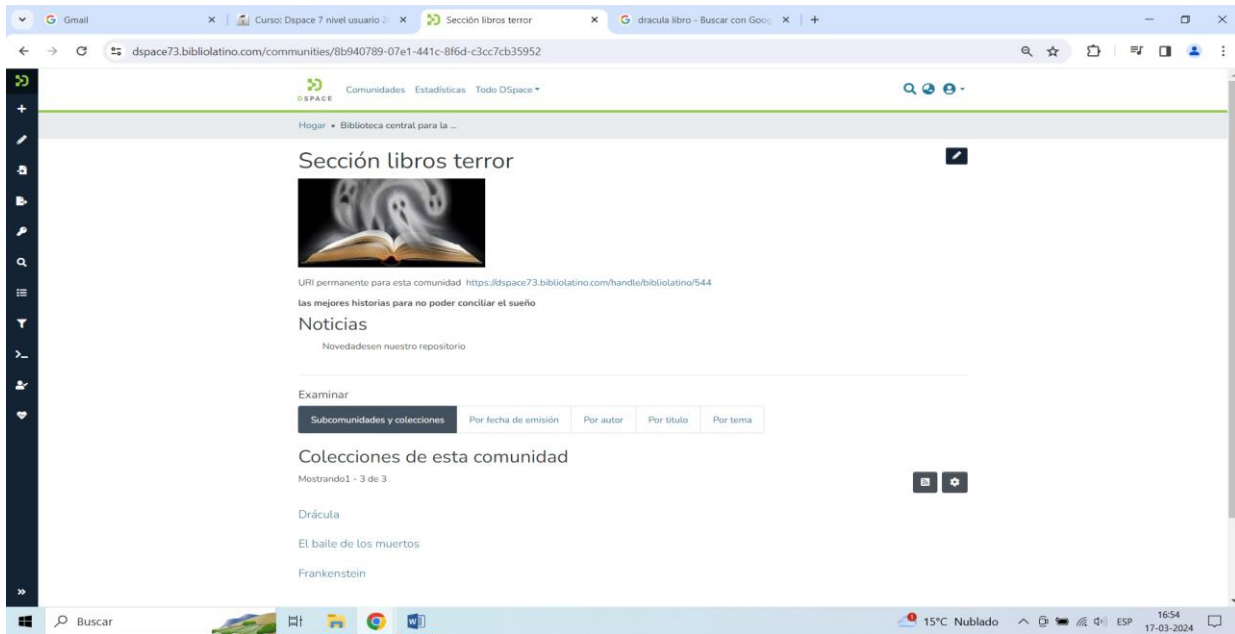 Gmail
Curso: Dspace 7 nivel usuario 2
Sección libros terror
dracula libro - Buscar con Goog
dspace73.bibliolatino.com/communities/8b940789-07e1-441c-8f6d-c3cc7cb35952
DSPACE
Comunidades Estadísticas Todo DSpace
Hogar • Biblioteca central para la ...
Sección libros terror
URI permanente para esta comunidad https://dspace73.bibliolatino.com/handle/bibliolatino/544
las mejores historias para no poder conciliar el sueño
Noticias
Novedadesen nuestro repositorio
Examinar
Subcomunidades y colecciones Por fecha de emisión Por autor Por título Por tema
Colecciones de esta comunidad
Mostrando1 - 3 de 3
Drácula
El baile de los muertos
Frankenstein
Buscar
15°C Nublado
ESP
16:54
17-03-2024